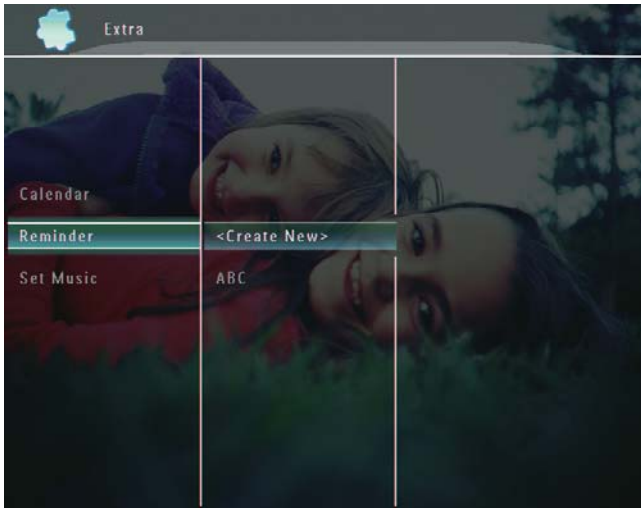 Extra
Calendar
Reminder
<Create New>
Set Music
ABC